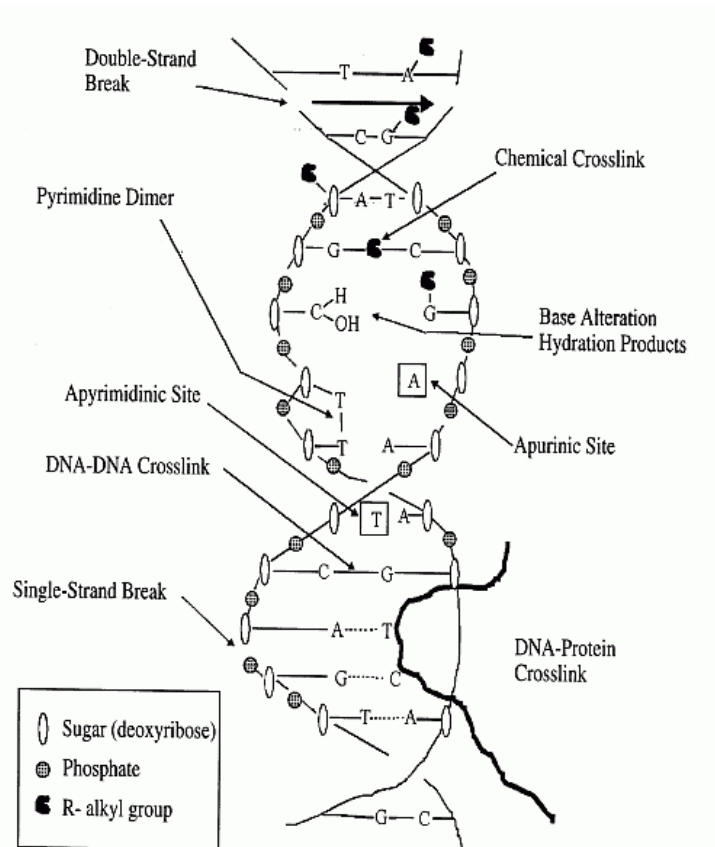 Double-Strand
Break
T A
C G
Chemical Crosslink
Pyrimidine Dimer
A T
G C
H
C
OH
G
Base Alteration
Hydration Products
A
T
Apyrimidinic Site
Apurinic Site
T A
DNA-DNA Crosslink
T A
C G
Single-Strand Break
A T
DNA-Protein
Crosslink
G C
T A
Sugar (deoxyribose)
Phosphate
R- alkyl group
G C